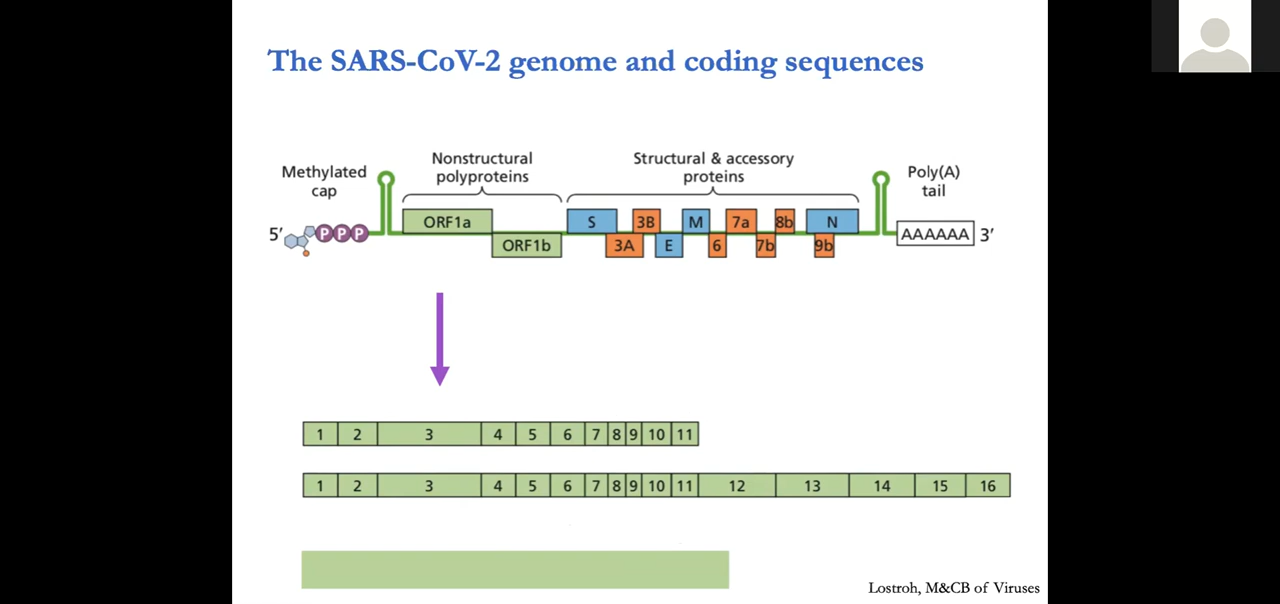 The SARS-CoV-2 genome and coding sequences
Methylated
cap
Nonstructural
polyproteins
Structural & accessory
proteins
Poly(A)
tail
ORF1a S 3B M 7a 8b N
5′ P P P AAAAAA 3′
ORF1b 3A E 6 7b 9b
1 2 3 4 5 6 7 8 9 10 11
1 2 3 4 5 6 7 8 9 10 11 12 13 14 15 16
Lostroh, M&CB of Viruses